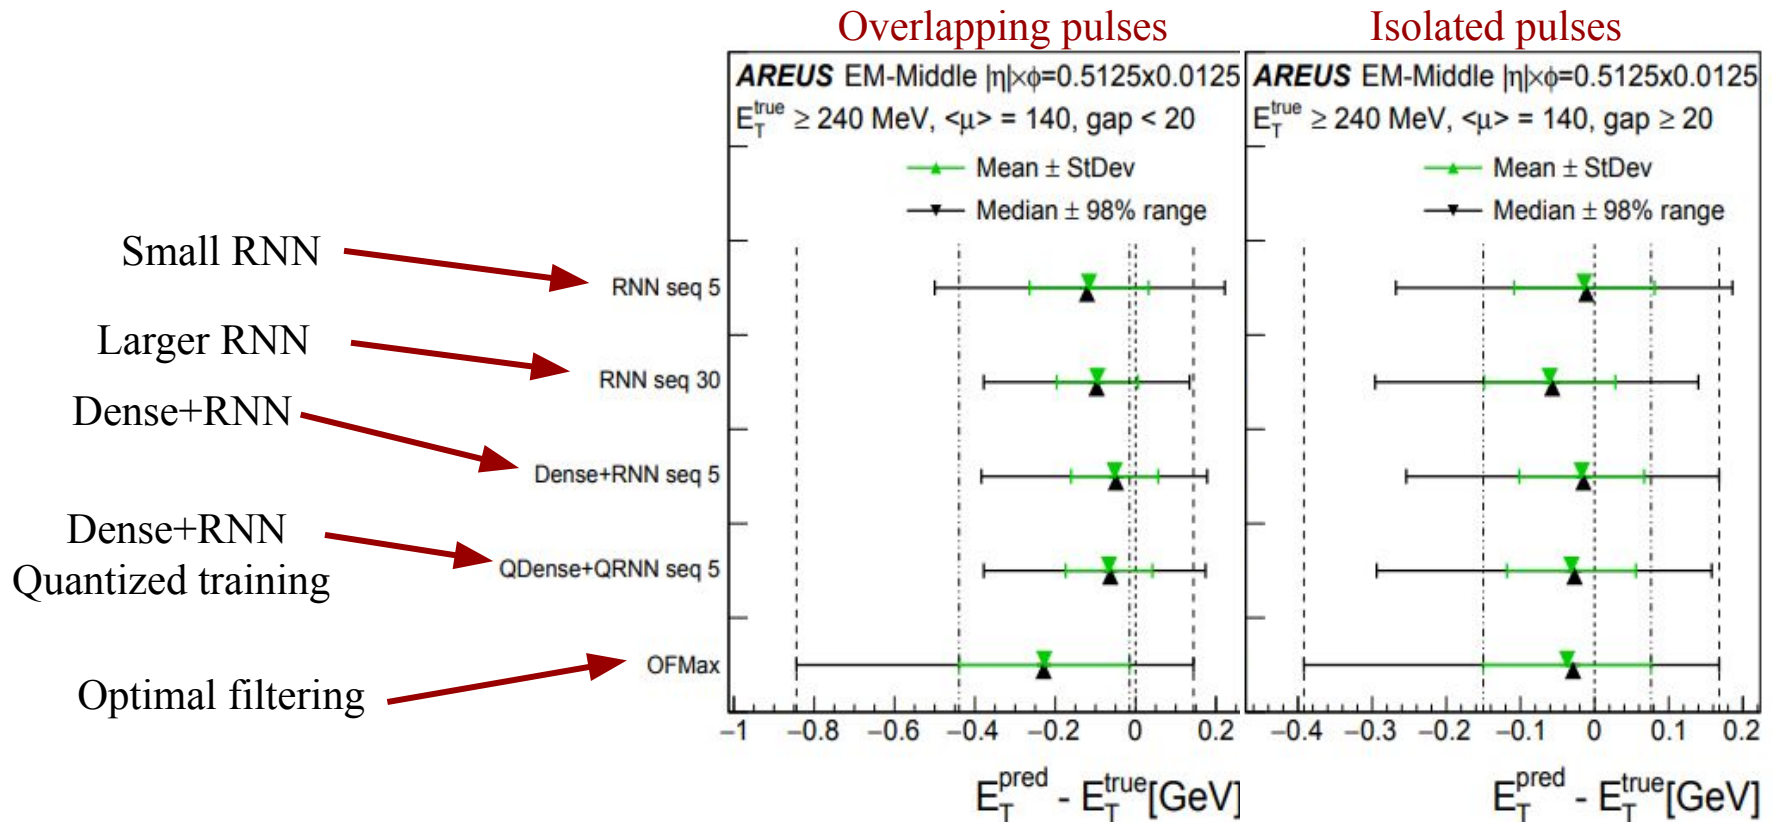 Overlapping pulses
Isolated pulses
AREUS EM-Middle |η|×ϕ=0.5125x0.0125
E_T^true ≥ 240 MeV, <μ> = 140, gap < 20
Mean ± StDev
Median ± 98% range
AREUS EM-Middle |η|×ϕ=0.5125x0.0125
E_T^true ≥ 240 MeV, <μ> = 140, gap ≥ 20
Mean ± StDev
Median ± 98% range
Small RNN
RNN seq 5
Larger RNN
RNN seq 30
Dense+RNN
Dense+RNN seq 5
Dense+RNN
Quantized training
QDense+QRNN seq 5
Optimal filtering
OFMax
−1 −0.8 −0.6 −0.4 −0.2 0 0.2
−0.4 −0.3 −0.2 −0.1 0 0.1 0.2
E_T^pred - E_T^true[GeV]
E_T^pred - E_T^true[GeV]